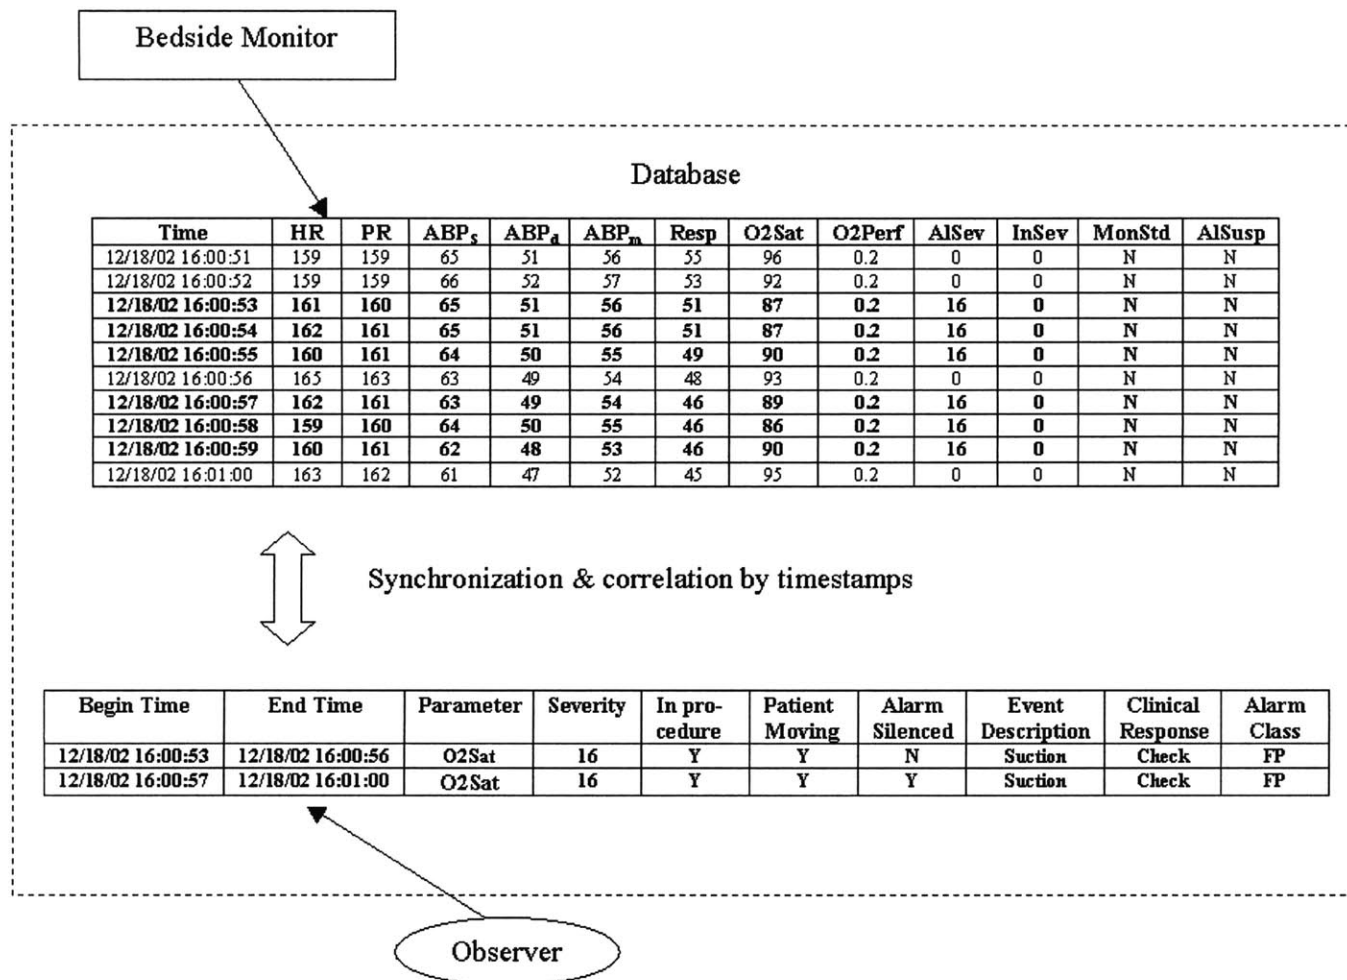 Bedside Monitor
Database
Time HR PR ABPs ABPd ABPm Resp O2Sat O2Perf AlSev InSev MonStd AlSusp
12/18/02 16:00:51 159 159 65 51 56 55 96 0.2 0 0 N N
12/18/02 16:00:52 159 159 66 52 57 53 92 0.2 0 0 N N
12/18/02 16:00:53 161 160 65 51 56 51 87 0.2 16 0 N N
12/18/02 16:00:54 162 161 65 51 56 51 87 0.2 16 0 N N
12/18/02 16:00:55 160 161 64 50 55 49 90 0.2 16 0 N N
12/18/02 16:00:56 165 163 63 49 54 48 93 0.2 0 0 N N
12/18/02 16:00:57 162 161 63 49 54 46 89 0.2 16 0 N N
12/18/02 16:00:58 159 160 64 50 55 46 86 0.2 16 0 N N
12/18/02 16:00:59 160 161 62 48 53 46 90 0.2 16 0 N N
12/18/02 16:01:00 163 162 61 47 52 45 95 0.2 0 0 N N
Synchronization & correlation by timestamps
Begin Time End Time Parameter Severity In pro- Patient Alarm Event Clinical Alarm
cedure Moving Silenced Description Response Class
12/18/02 16:00:53 12/18/02 16:00:56 O2Sat 16 Y Y N Suction Check FP
12/18/02 16:00:57 12/18/02 16:01:00 O2Sat 16 Y Y Y Suction Check FP
Observer